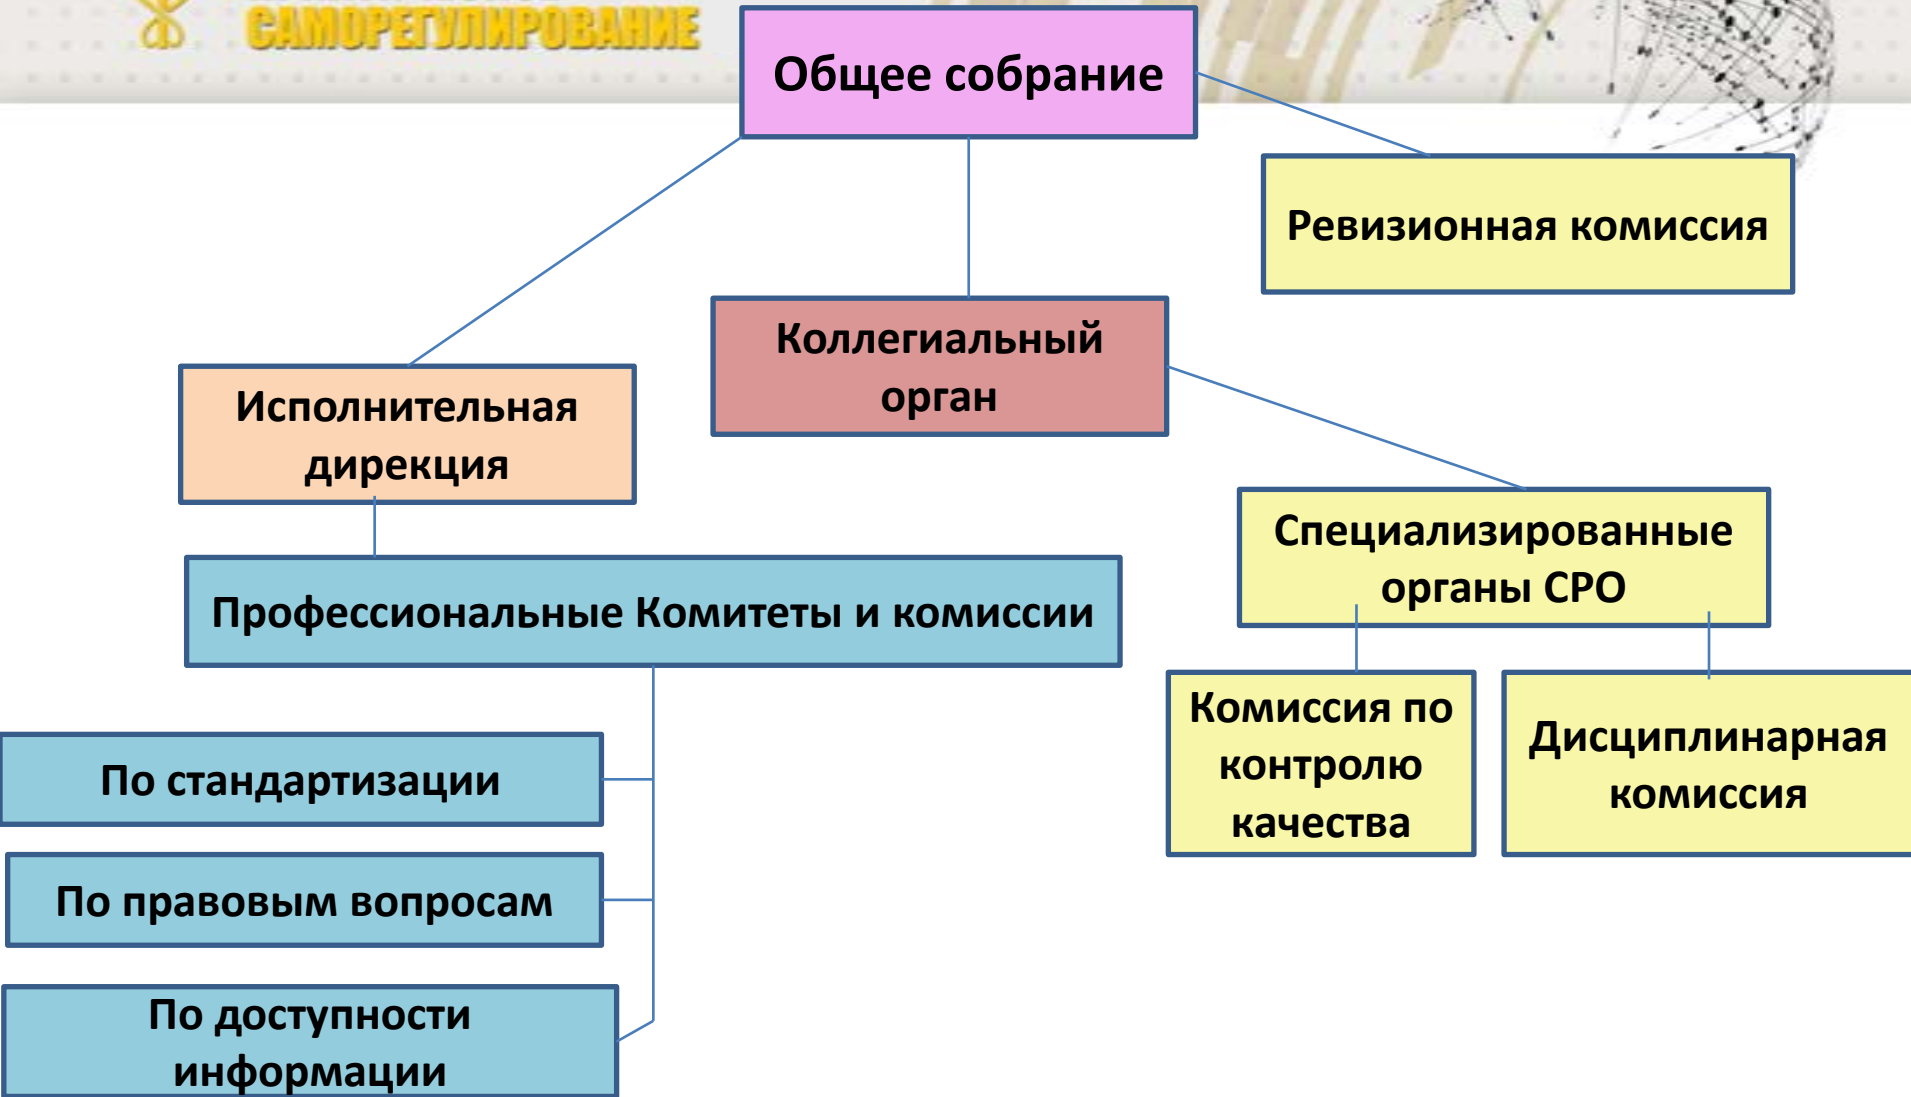 САМОРЕГУЛИРОВАНИЕ
Общее собрание
Ревизионная комиссия
Коллегиальный
орган
Исполнительная
дирекция
Специализированные
органы СРО
Профессиональные Комитеты и комиссии
Комиссия по
контролю
качества
Дисциплинарная
комиссия
По стандартизации
По правовым вопросам
По доступности
информации